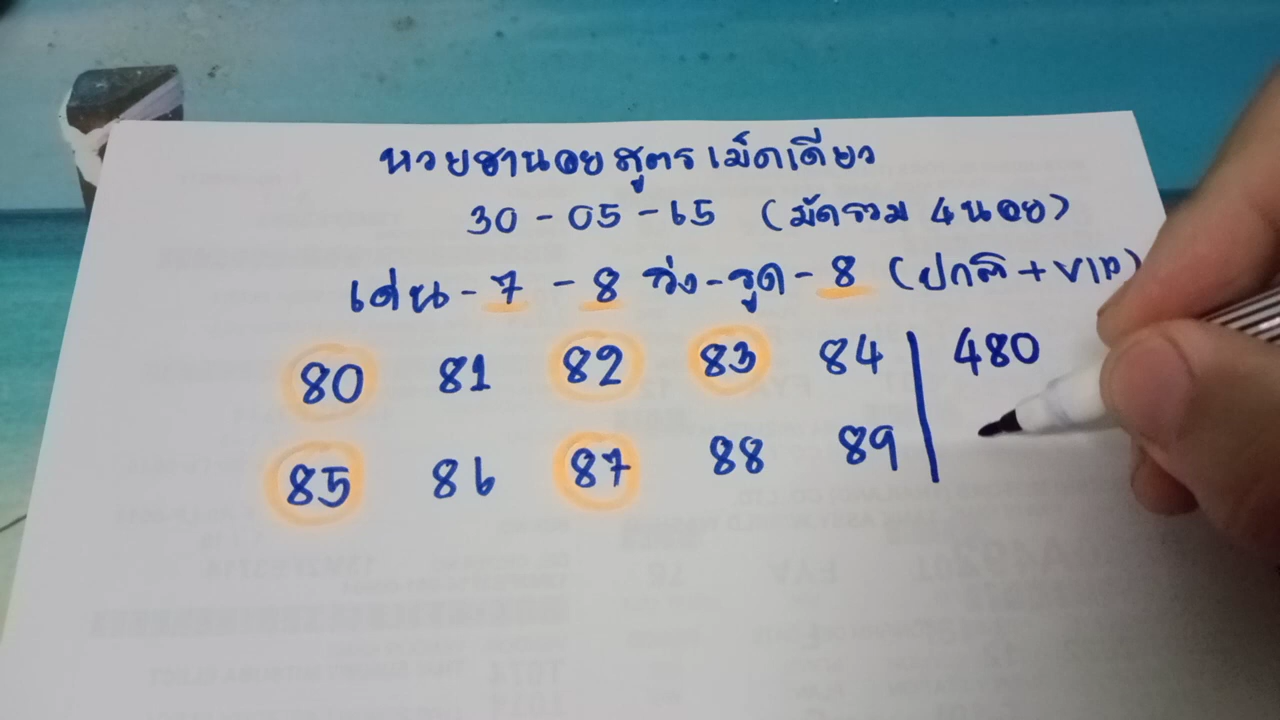 หวยฮานอยสูตรเม็ดเดียว
30-05-65 (มัดรวม 4 นอย)
เด่น-7-8 วิ่ง-รูด-8 (ปกติ+VIP)
80 81 82 83 84 | 480
85 86 87 88 89